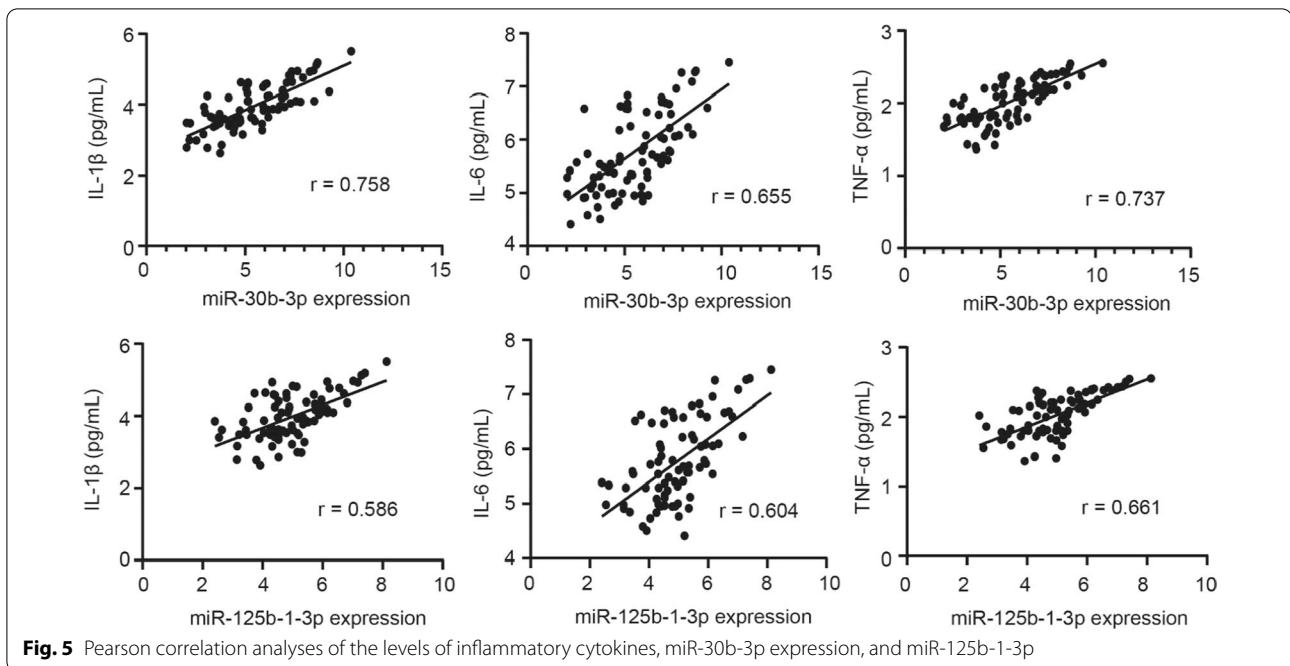 6
4
2
0
IL-1β (pg/mL)
r = 0.758
0
5
10
15
miR-30b-3p expression
8
7
6
5
4
IL-6 (pg/mL)
r = 0.655
0
5
10
15
miR-30b-3p expression
3
2
1
0
TNF-α (pg/mL)
r = 0.737
0
5
10
15
miR-30b-3p expression
6
4
2
0
IL-1β (pg/mL)
r = 0.586
0
2
4
6
8
10
miR-125b-1-3p expression
8
7
6
5
4
IL-6 (pg/mL)
r = 0.604
0
2
4
6
8
10
miR-125b-1-3p expression
3
2
1
0
TNF-α (pg/mL)
r = 0.661
0
2
4
6
8
10
miR-125b-1-3p expression
Fig. 5 Pearson correlation analyses of the levels of inflammatory cytokines, miR-30b-3p expression, and miR-125b-1-3p